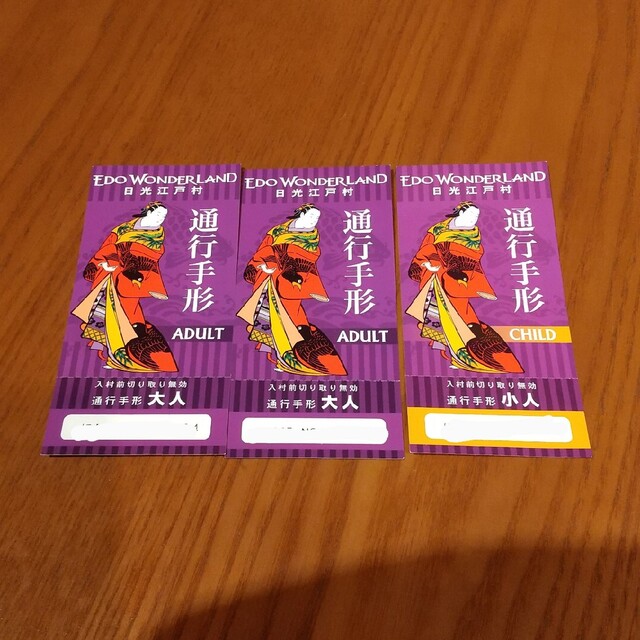 EDO WONDERLAND
日光江戸村
通行手形
ADULT
入村前切り取り無効
通行手形 大人
EDO WONDERLAND
日光江戸村
通行手形
ADULT
入村前切り取り無効
通行手形 大人
EDO WONDERLAND
日光江戸村
通行手形
CHILD
入村前切り取り無効
通行手形 小人